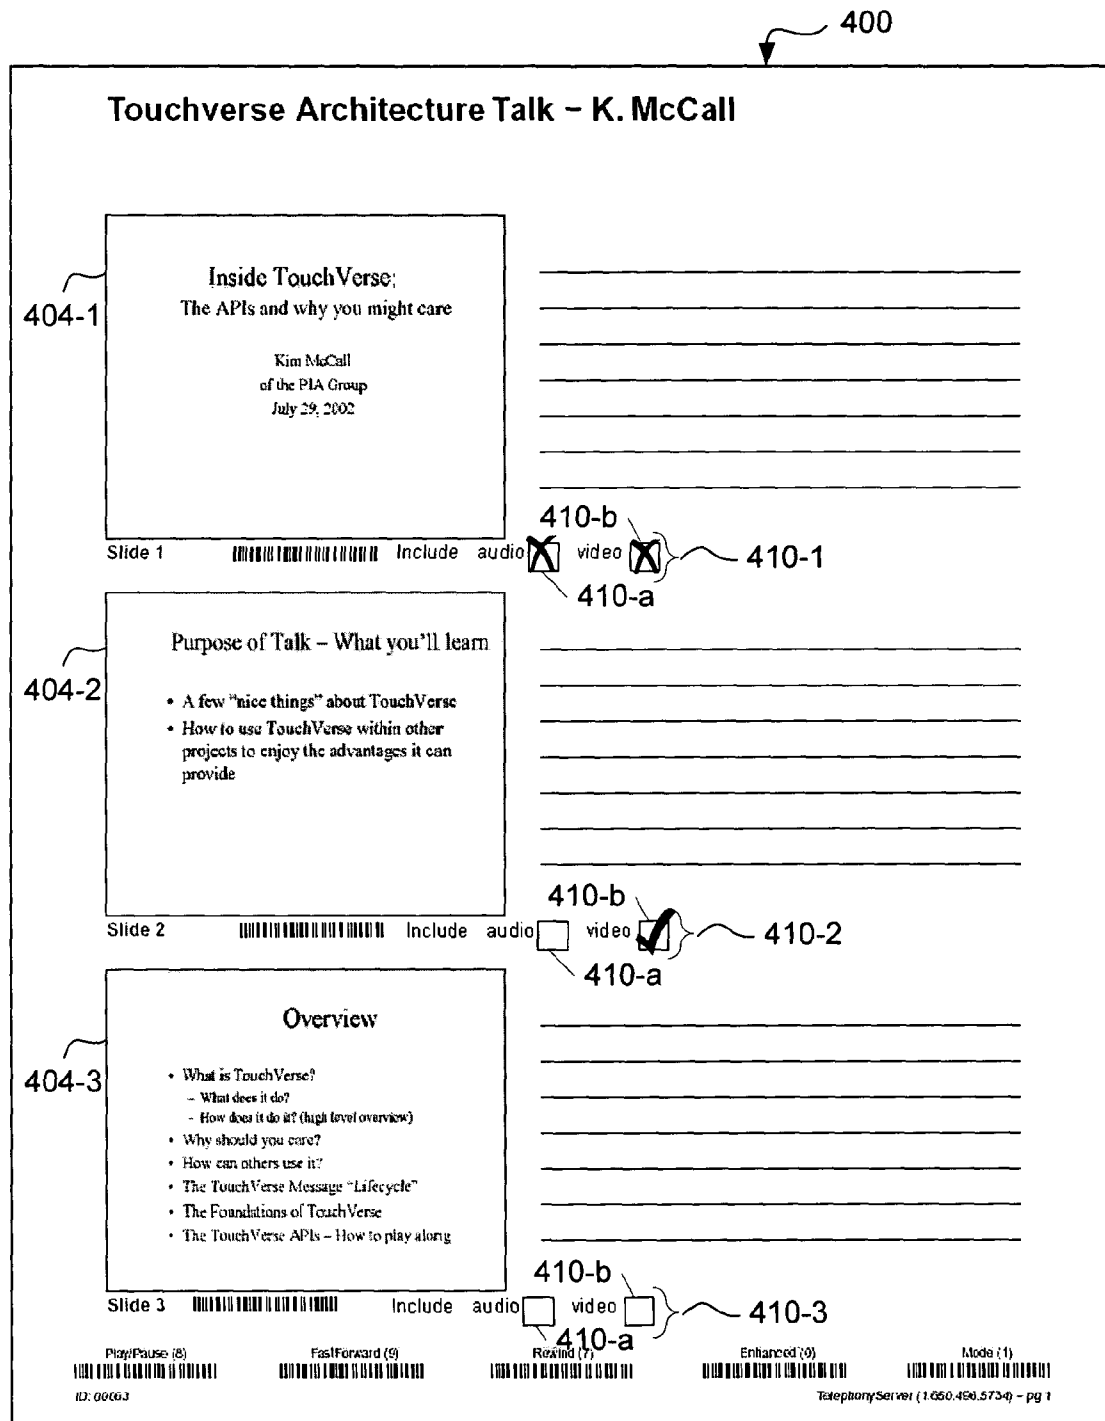 400
Touchverse Architecture Talk – K. McCall
404-1
Inside TouchVerse:
The APIs and why you might care
Kim McCall
of the PIA Group
July 29, 2002
Slide 1 Include audio video
410-b
410-a
410-1
404-2
Purpose of Talk – What you'll learn
• A few "nice things" about TouchVerse
• How to use TouchVerse within other
projects to enjoy the advantages it can
provide
Slide 2 Include audio video
410-b
410-a
410-2
404-3
Overview
• What is TouchVerse?
– What does it do?
– How does it do it? (high level overview)
• Why should you care?
• How can others use it?
• The TouchVerse Message "Lifecycle"
• The Foundations of TouchVerse
• The TouchVerse APIs – How to play along
Slide 3 Include audio video
410-b
410-a
410-3
Play/Pause (8) FastForward (9) Rewind (7) Enhanced (0) Mode (1)
ID: TelephonyServer (1.650.496.5734) – pg 1